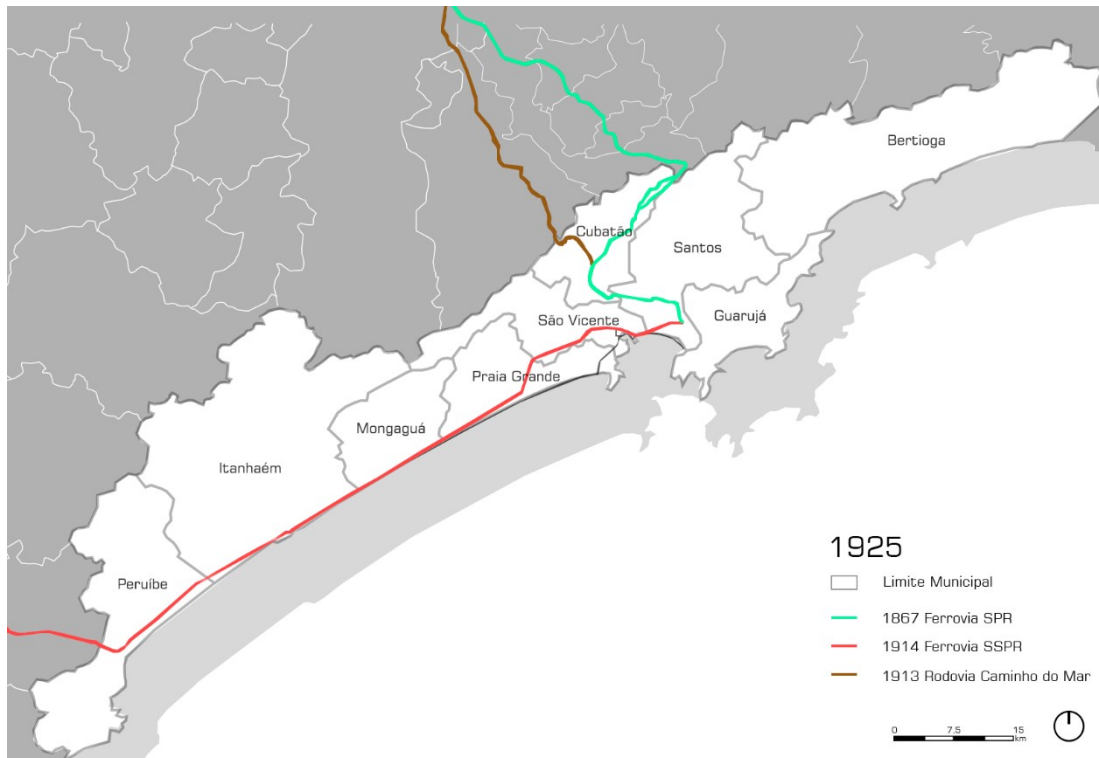 Bertioga
Cubatão
Santos
Guarujá
São Vicente
Praia Grande
Mongaguá
Itanhaém
Peruíbe
1925
Limite Municipal
1867 Ferrovia SPR
1914 Ferrovia SSPR
1913 Rodovia Caminho do Mar
0 7.5 15
km